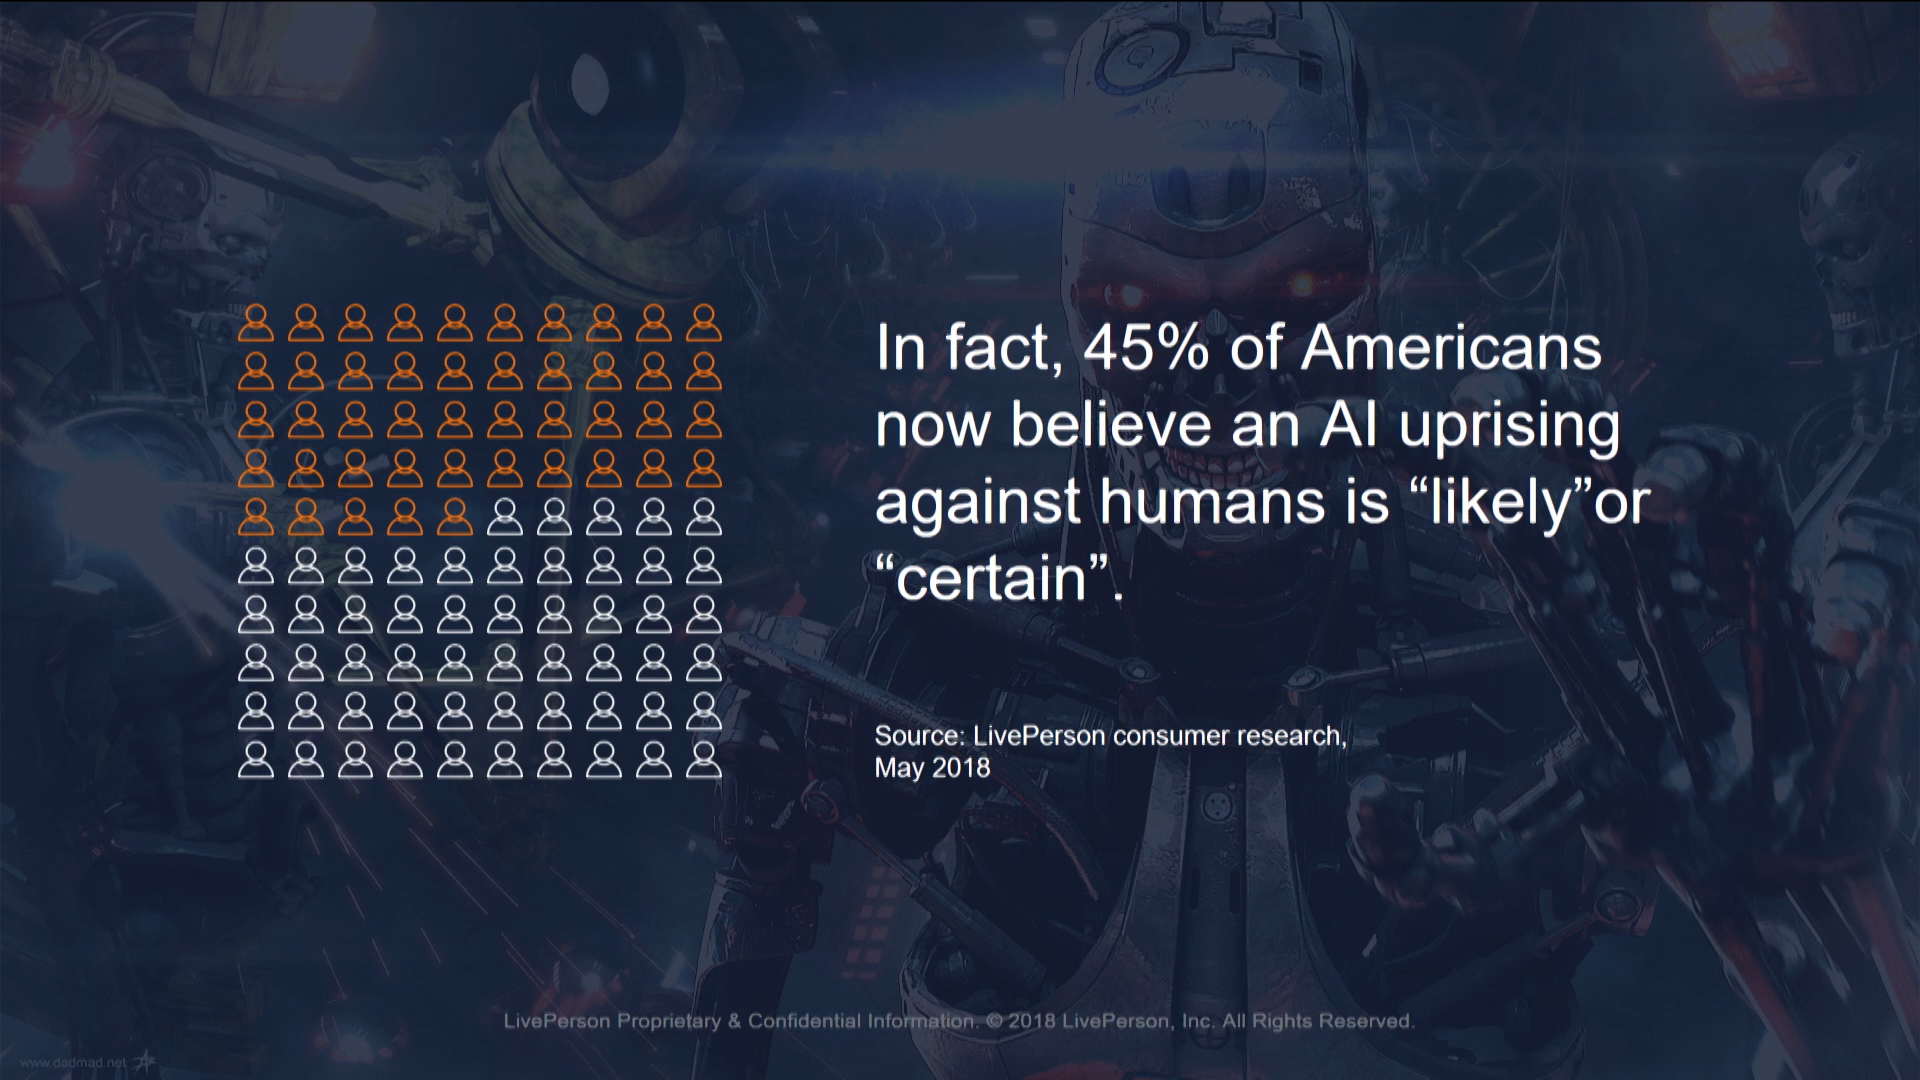 In fact, 45% of Americans
now believe an AI uprising
against humans is “likely”or
“certain”.
Source: LivePerson consumer research,
May 2018
LivePerson Proprietary & Confidential Information. © 2018 LivePerson, Inc. All Rights Reserved.
www.dadmad.net